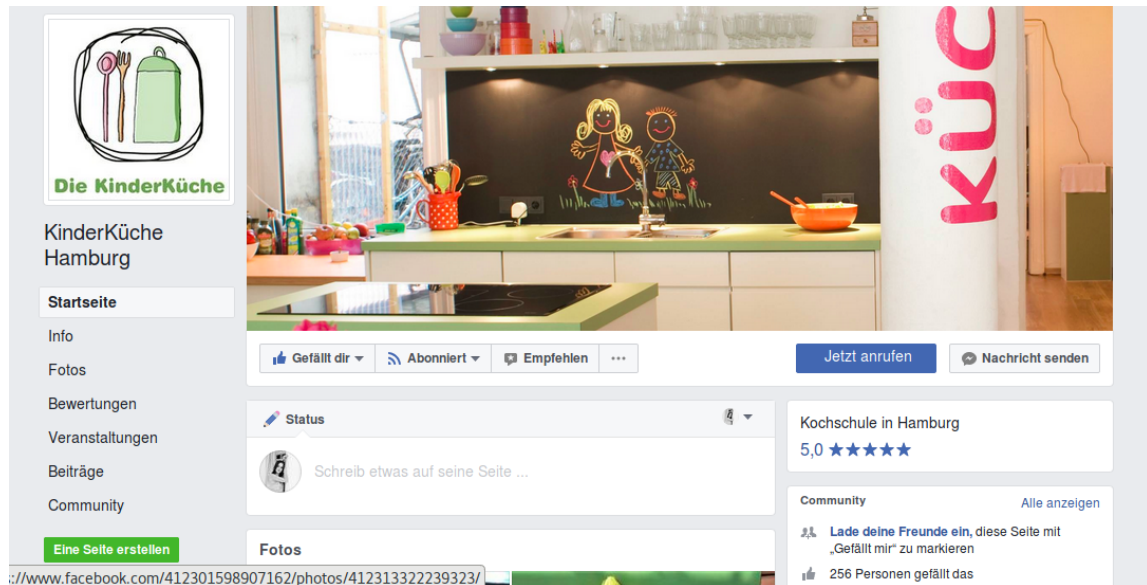 Die KinderKüche
KinderKüche
Hamburg
Startseite
Info
Fotos
Bewertungen
Veranstaltungen
Beiträge
Community
Eine Seite erstellen
s://www.facebook.com/412301598907162/photos/412313322239323/
KÜC
Gefällt dir
Abonniert
Empfehlen
Jetzt anrufen
Nachricht senden
Status
Schreib etwas auf seine Seite ...
Fotos
Kochschule in Hamburg
5,0 ★★★★★
Community
Alle anzeigen
Lade deine Freunde ein, diese Seite mit
„Gefällt mir“ zu markieren
256 Personen gefällt das